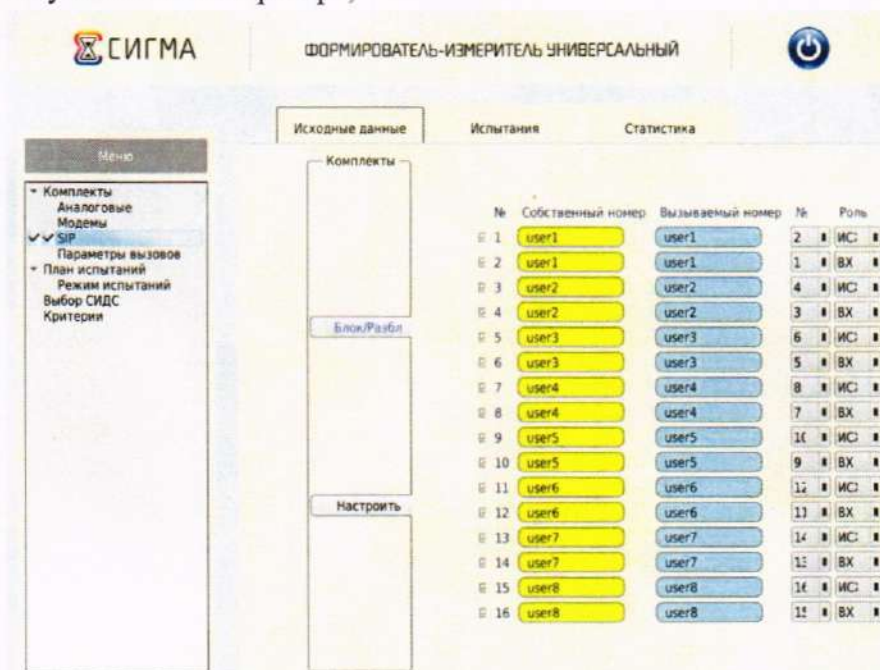 СИГМА
ФОРМИРОВАТЕЛЬ-ИЗМЕРИТЕЛЬ УНИВЕРСАЛЬНЫЙ
Исходные данные Испытания Статистика
Меню
Комплекты
Аналоговые
Модемы
SIP
Параметры вызовов
План испытаний
Режим испытаний
Выбор СИДС
Критерии
Комплекты
Блок/Разбл
Настроить
№ Собственный номер Вызываемый номер № Роль
1 user1 user1 2 ИС
2 user1 user1 1 ВХ
3 user2 user2 4 ИС
4 user2 user2 3 ВХ
5 user3 user3 6 ИС
6 user3 user3 5 ВХ
7 user4 user4 8 ИС
8 user4 user4 7 ВХ
9 user5 user5 ИС
10 user5 user5 9 ВХ
11 user6 user6 12 ИС
12 user6 user6 11 ВХ
13 user7 user7 14 ИС
14 user7 user7 13 ВХ
15 user8 user8 ИС
16 user8 user8 ВХ